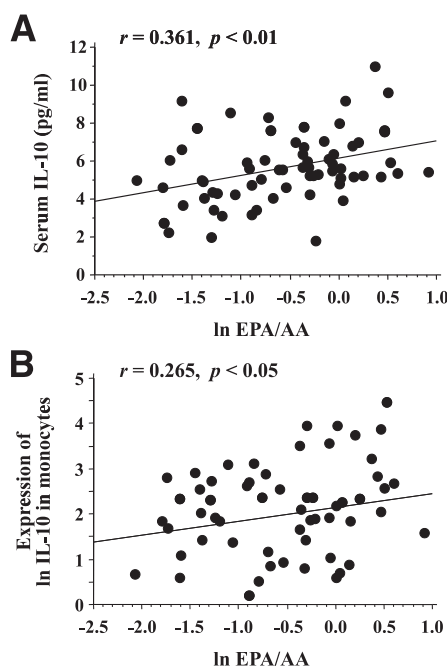 A
r = 0.361, p < 0.01
Serum IL-10 (pg/ml)
12
10
8
6
4
2
0
-2.5 -2.0 -1.5 -1.0 -0.5 0.0 0.5 1.0
ln EPA/AA
B
r = 0.265, p < 0.05
Expression of
ln IL-10 in monocytes
5
4
3
2
1
0
-2.5 -2.0 -1.5 -1.0 -0.5 0.0 0.5 1.0
ln EPA/AA